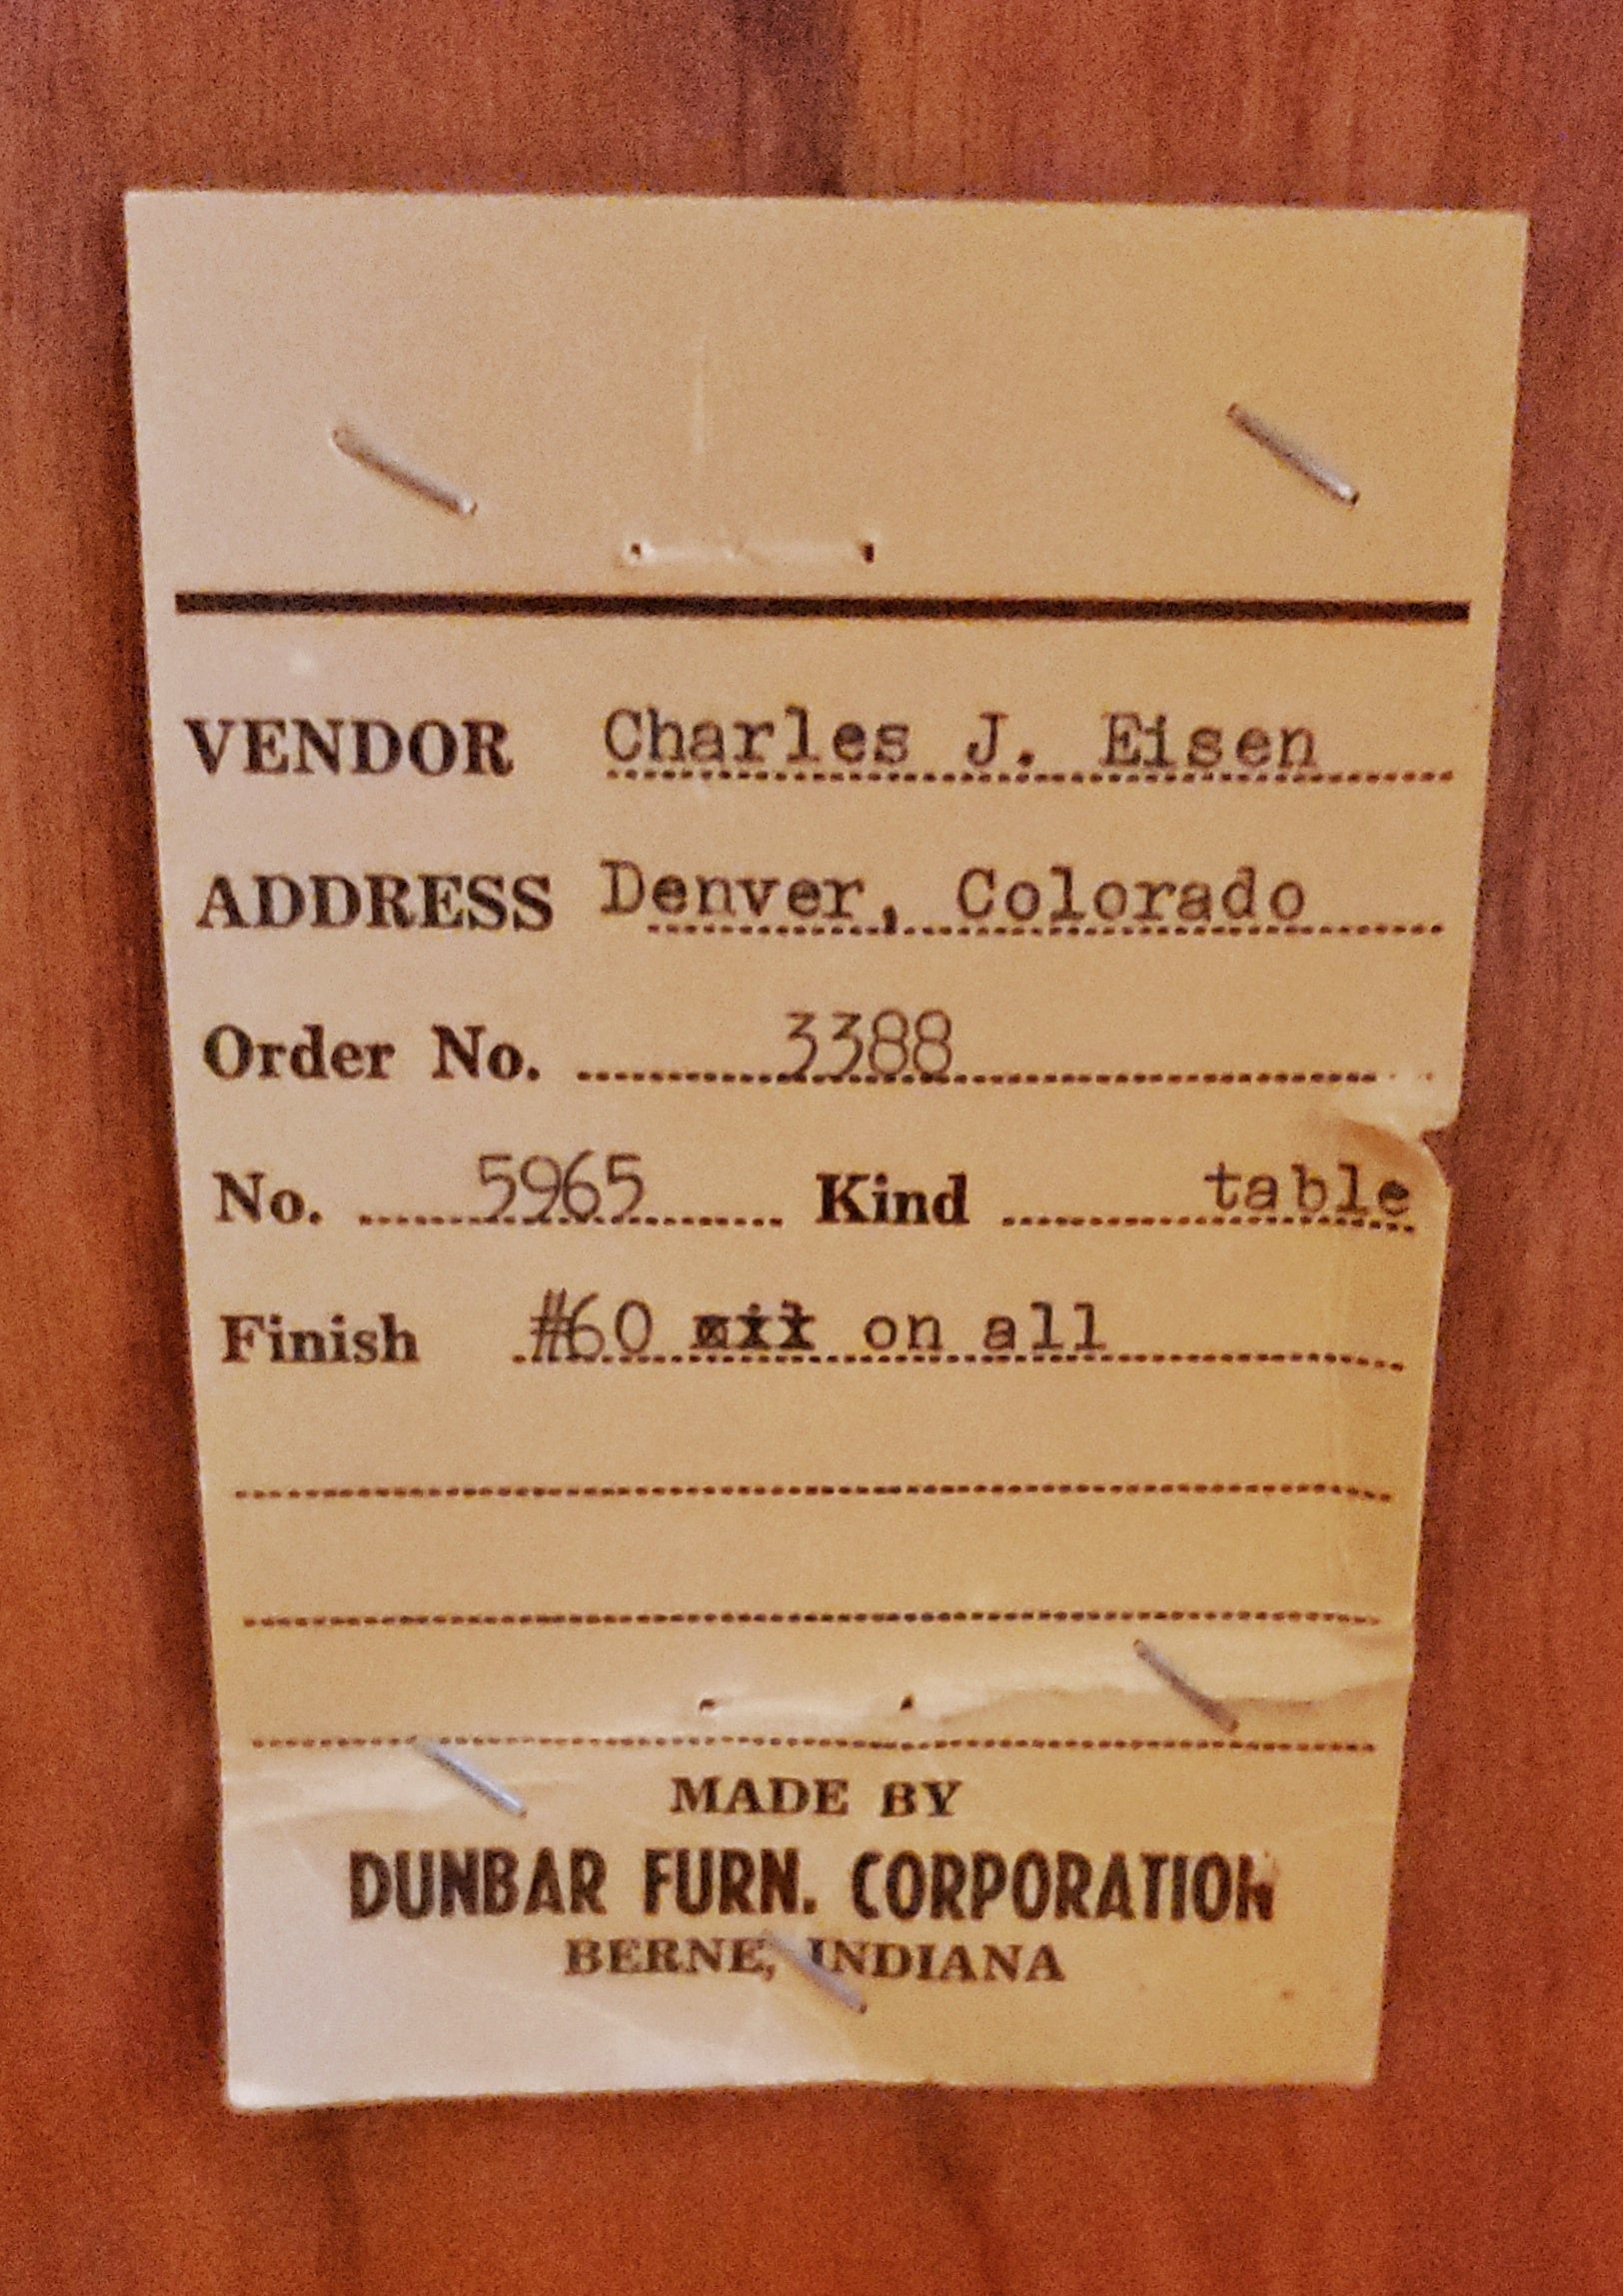 VENDOR Charles J. Eisen
ADDRESS Denver, Colorado
Order No. 3388
No. 5965 Kind table
Finish #60 on all
MADE BY
DUNBAR FURN. CORPORATION
BERNE, INDIANA